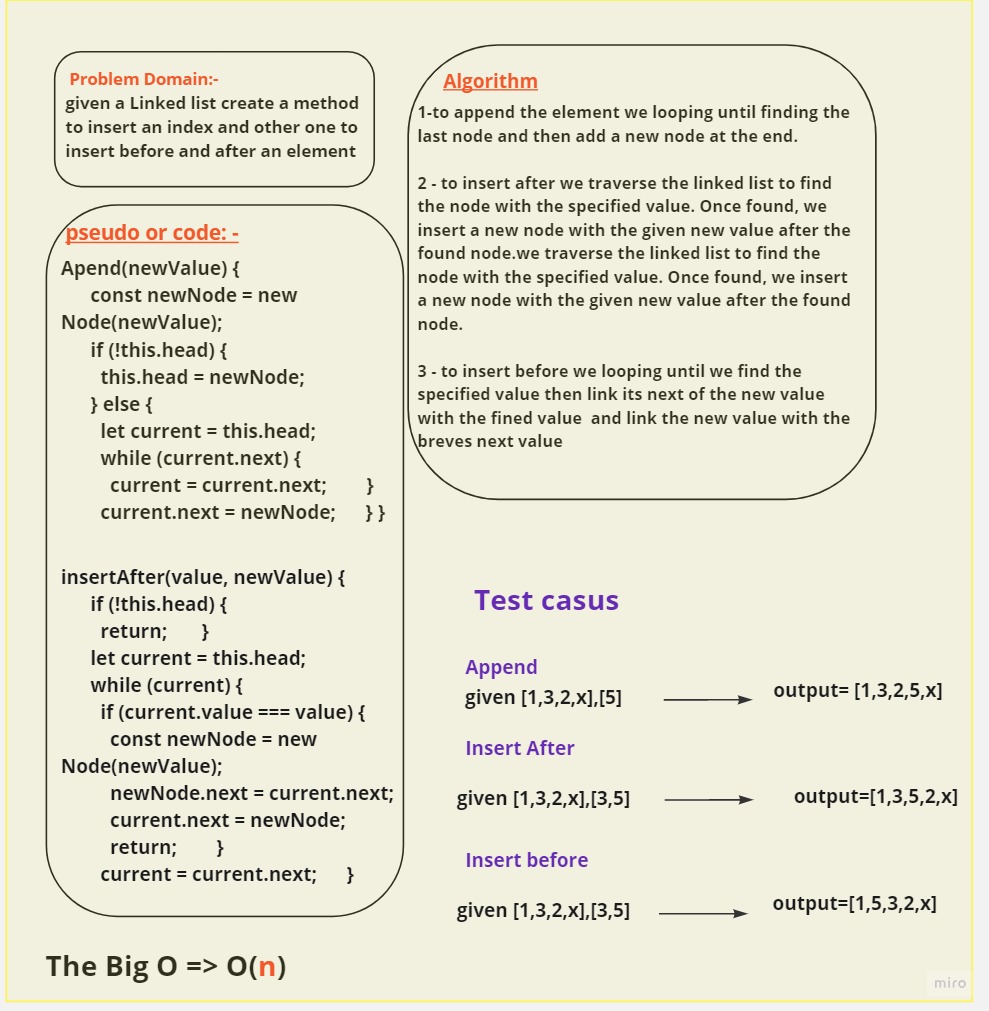 Problem Domain:-
given a Linked list create a method
to insert an index and other one to
insert before and after an element
pseudo or code: -
Apend(newValue) {
const newNode = new
Node(newValue);
if (!this.head) {
this.head = newNode;
} else {
let current = this.head;
while (current.next) {
current = current.next; }
current.next = newNode; } }
insertAfter(value, newValue) {
if (!this.head) {
return; }
let current = this.head;
while (current) {
if (current.value === value) {
const newNode = new
Node(newValue);
newNode.next = current.next;
current.next = newNode;
return; }
current = current.next; }
The Big O => O(n)
Algorithm
1-to append the element we looping until finding the
last node and then add a new node at the end.
2 - to insert after we traverse the linked list to find
the node with the specified value. Once found, we
insert a new node with the given new value after the
found node.we traverse the linked list to find the
node with the specified value. Once found, we insert
a new node with the given new value after the found
node.
3 - to insert before we looping until we find the
specified value then link its next of the new value
with the fined value and link the new value with the
breves next value
Test casus
Append
given [1,3,2,x],[5] output= [1,3,2,5,x]
Insert After
given [1,3,2,x],[3,5] output=[1,3,5,2,x]
Insert before
given [1,3,2,x],[3,5] output=[1,5,3,2,x]
miro